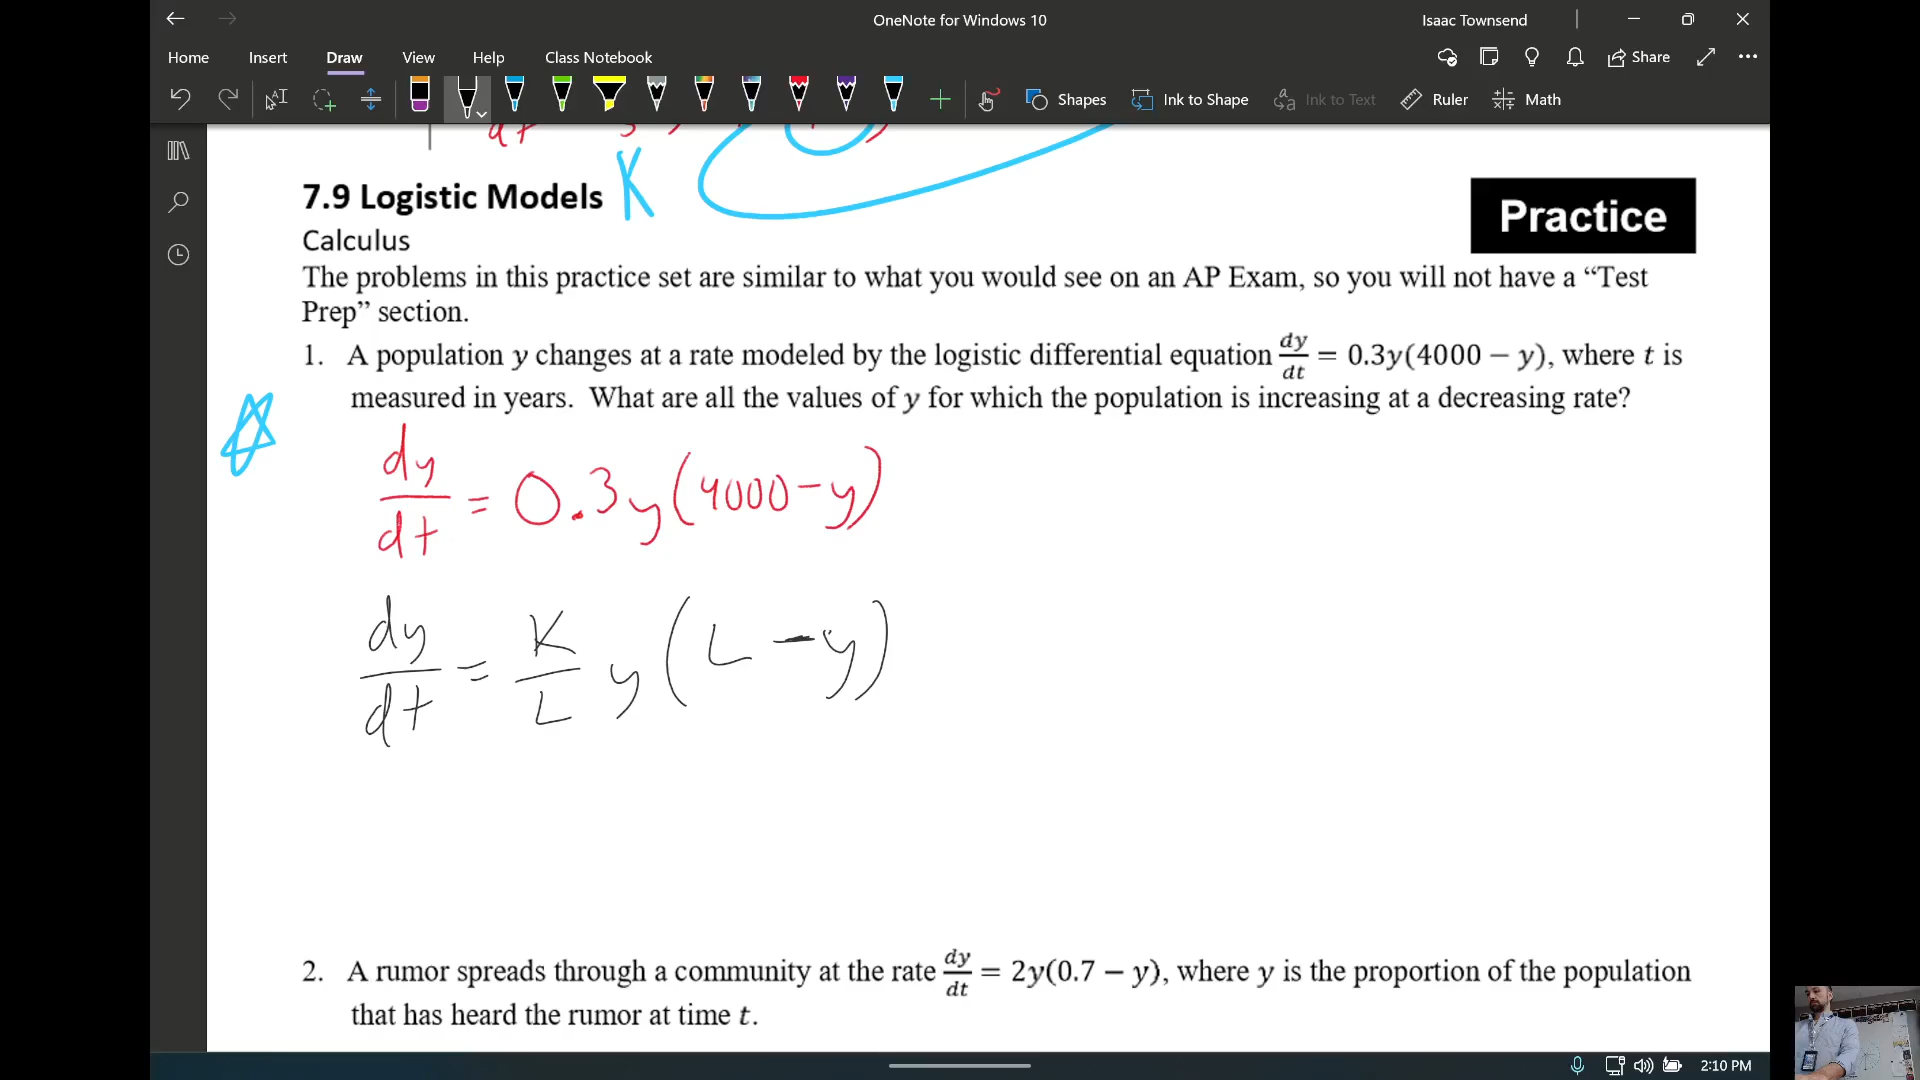 OneNote for Windows 10
Isaac Townsend
Home Insert Draw View Help Class Notebook
Share
Shapes Ink to Shape Ink to Text Ruler Math
dt
K
7.9 Logistic Models
Practice
Calculus
The problems in this practice set are similar to what you would see on an AP Exam, so you will not have a “Test
Prep” section.
1. A population y changes at a rate modeled by the logistic differential equation dy/dt = 0.3y(4000 − y), where t is
measured in years. What are all the values of y for which the population is increasing at a decreasing rate?
dy/dt = 0.3y(4000-y)
dy/dt = K/L y(L-y)
2. A rumor spreads through a community at the rate dy/dt = 2y(0.7 − y), where y is the proportion of the population
that has heard the rumor at time t.
2:10 PM